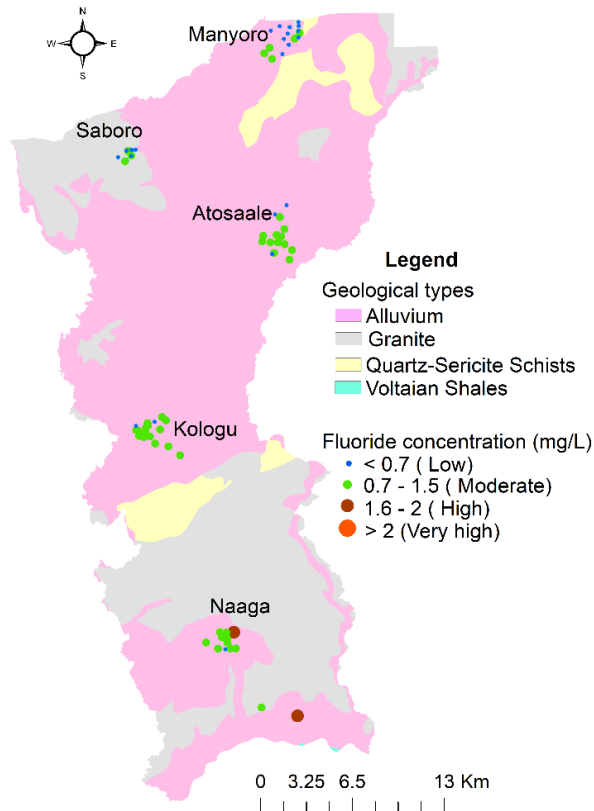 N
W E
S
Manyoro
Saboro
Atosaale
Legend
Geological types
Alluvium
Granite
Quartz-Sericite Schists
Voltaian Shales
Kologu
Fluoride concentration (mg/L)
< 0.7 ( Low)
0.7 - 1.5 ( Moderate)
1.6 - 2 ( High)
> 2 (Very high)
Naaga
0 3.25 6.5 13 Km